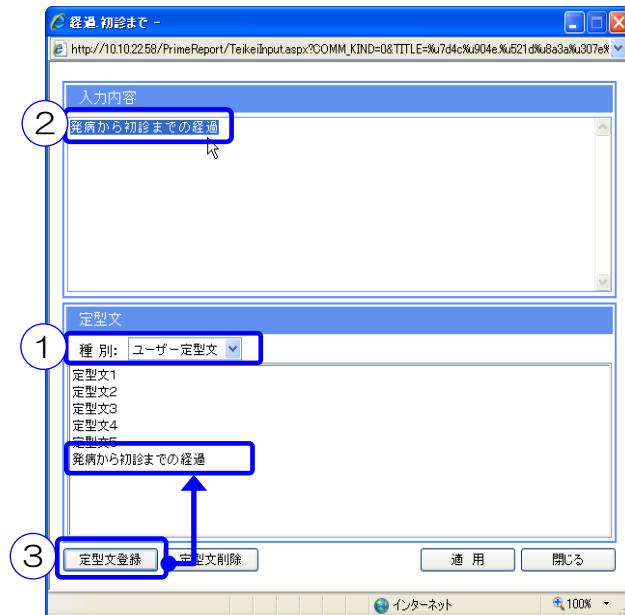 経過.初診まで -
http://10.10.22.58/PrimeReport/TeikeiInput.aspx?COMM_KIND=0&TITLE=%u7d4c%u904e.%u521d%u8a3a%u307e%
入力内容
② 発病から初診までの経過
定型文
① 種 別: ユーザー定型文
定型文1
定型文2
定型文3
定型文4
定型文5
発病から初診までの経過
③ 定型文登録 定型文削除 適 用 閉じる
インターネット 100%